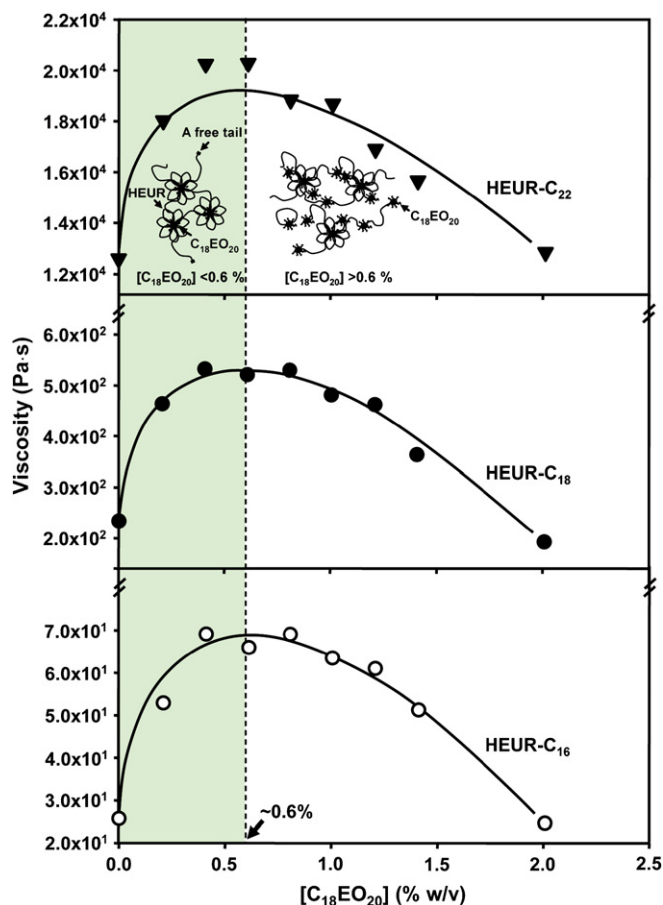 2.2x10⁴
2.0x10⁴
1.8x10⁴
1.6x10⁴
1.4x10⁴
1.2x10⁴
A free tail
HEUR
C₁₈EO₂₀
[C₁₈EO₂₀] <0.6 %
C₁₈EO₂₀
[C₁₈EO₂₀] >0.6 %
HEUR-C₂₂
Viscosity (Pa·s)
6.0x10²
5.0x10²
4.0x10²
3.0x10²
2.0x10²
HEUR-C₁₈
7.0x10¹
6.0x10¹
5.0x10¹
4.0x10¹
3.0x10¹
2.0x10¹
HEUR-C₁₆
~0.6%
0.0 0.5 1.0 1.5 2.0 2.5
[C₁₈EO₂₀] (% w/v)